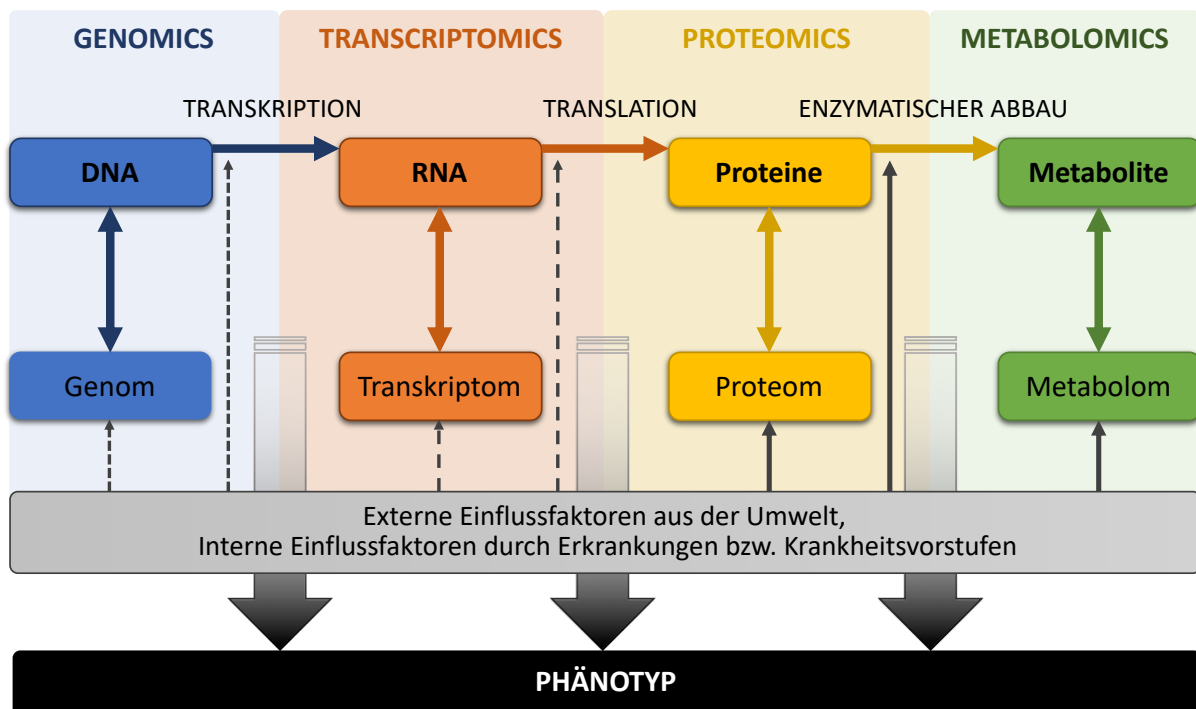 GENOMICS
TRANSCRIPTOMICS
PROTEOMICS
METABOLOMICS
TRANSKRIPTION
TRANSLATION
ENZYMATISCHER ABBAU
DNA
RNA
Proteine
Metabolite
Genom
Transkriptom
Proteom
Metabolom
Externe Einflussfaktoren aus der Umwelt,
Interne Einflussfaktoren durch Erkrankungen bzw. Krankheitsvorstufen
PHÄNOTYP